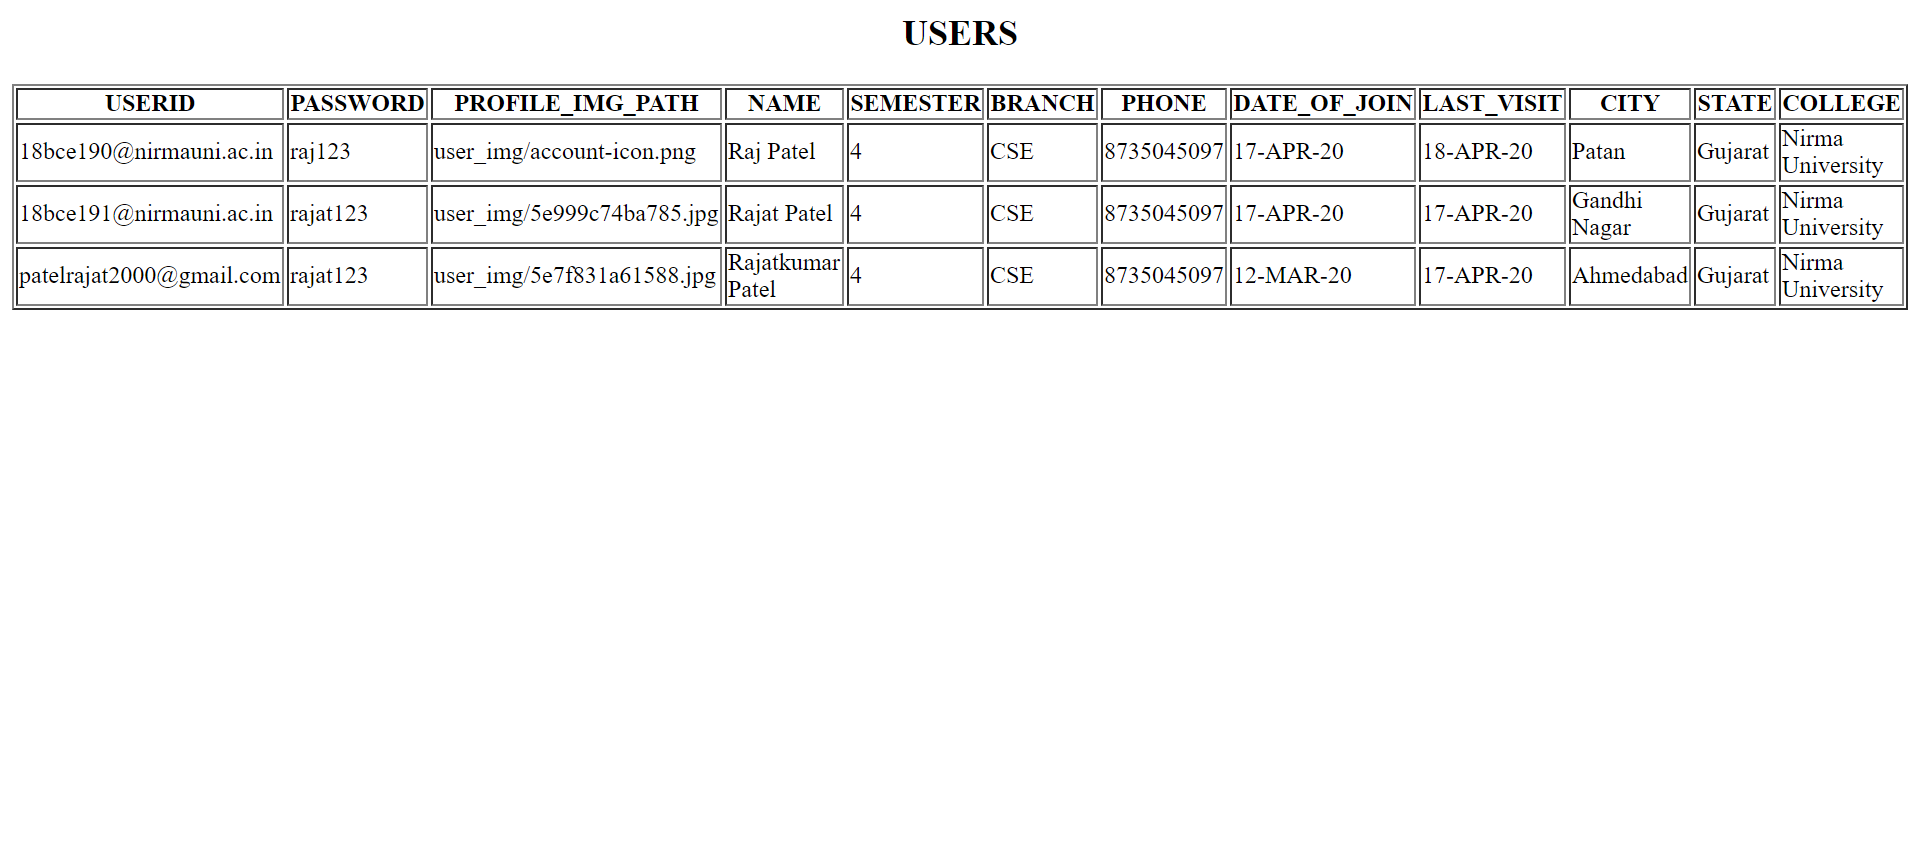 USERS
USERID PASSWORD PROFILE_IMG_PATH NAME SEMESTER BRANCH PHONE DATE_OF_JOIN LAST_VISIT CITY STATE COLLEGE
18bce190@nirmauni.ac.in raj123 user_img/account-icon.png Raj Patel 4 CSE 8735045097 17-APR-20 18-APR-20 Patan Gujarat Nirma University
18bce191@nirmauni.ac.in rajat123 user_img/5e999c74ba785.jpg Rajat Patel 4 CSE 8735045097 17-APR-20 17-APR-20 Gandhi Nagar Gujarat Nirma University
patelrajat2000@gmail.com rajat123 user_img/5e7f831a61588.jpg Rajatkumar Patel 4 CSE 8735045097 12-MAR-20 17-APR-20 Ahmedabad Gujarat Nirma University